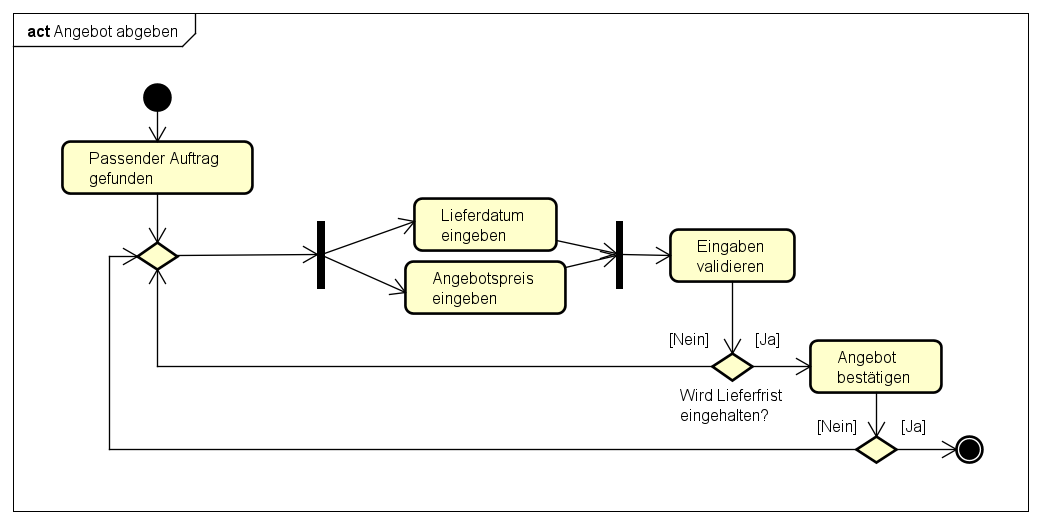 act Angebot abgeben
Passender Auftrag
gefunden
Lieferdatum
eingeben
Angebotspreis
eingeben
Eingaben
validieren
[Nein] [Ja]
Wird Lieferfrist
eingehalten?
Angebot
bestätigen
[Nein] [Ja]